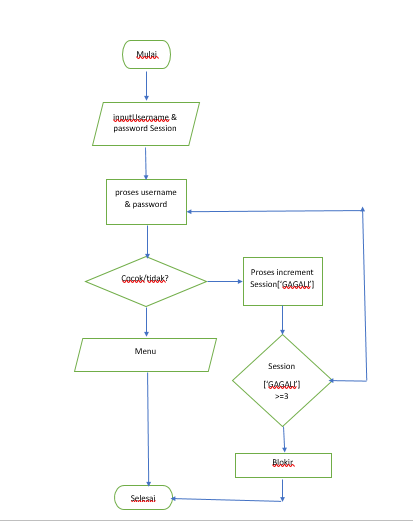 Mulai
inputUsername &
password Session
proses username
& password
Cocok/tidak?
Proses increment
Session['GAGAL']
Menu
Session
['GAGAL']
>=3
Blokir
Selesai